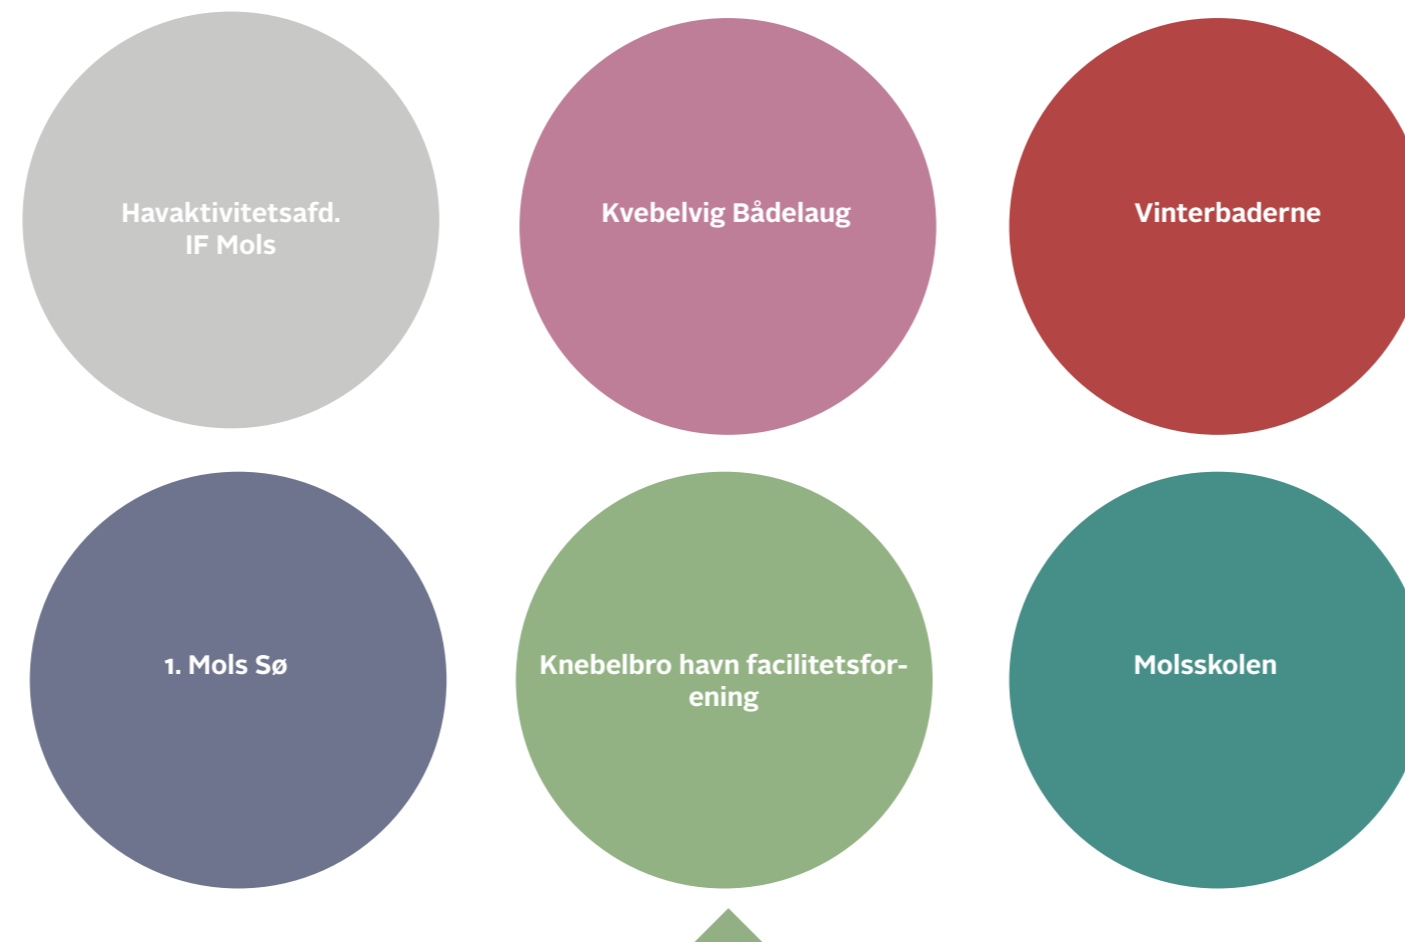 Havaktivitetsafd.
IF Mols
Kvebelvig Bådelaug
Vinterbaderne
1. Mols Sø
Knebelbro havn facilitetsfor-
ening
Molsskolen